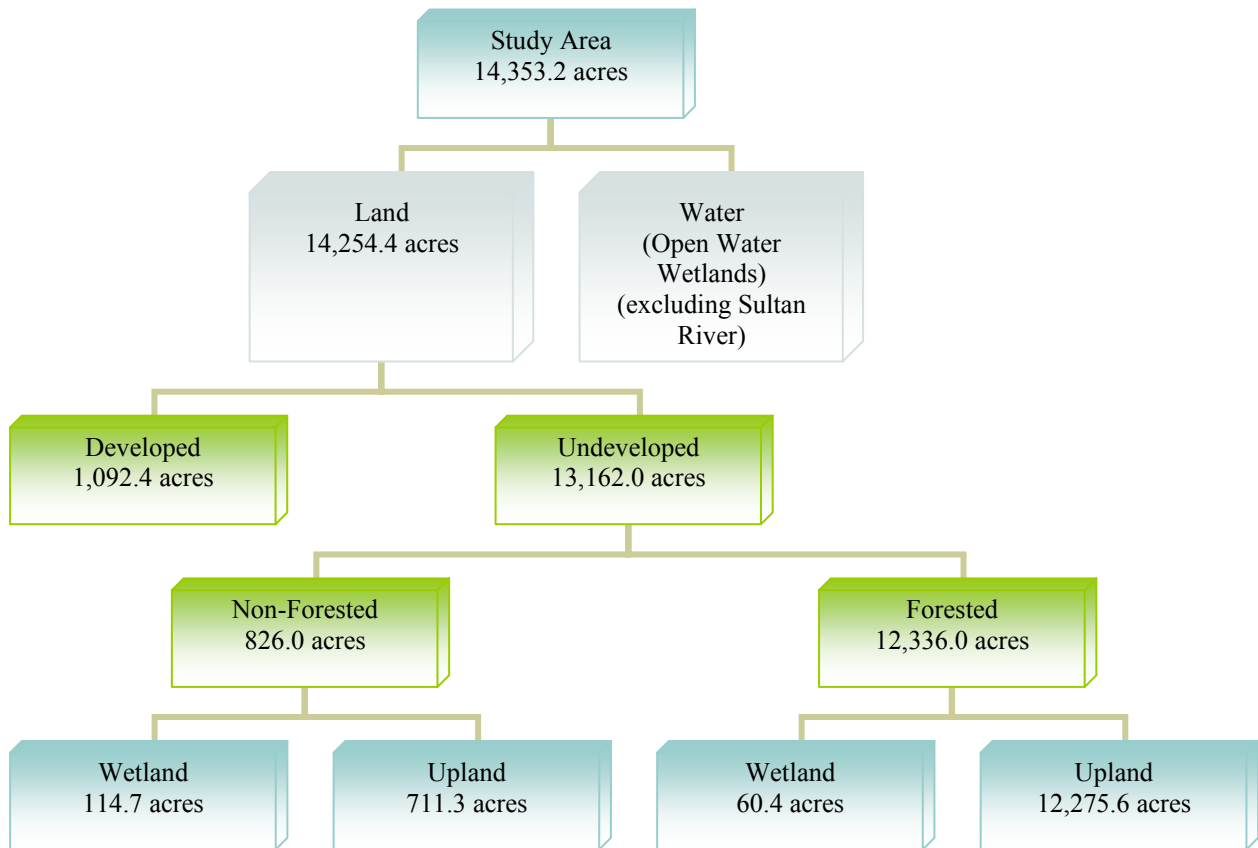 Study Area
14,353.2 acres
Land
14,254.4 acres
Water
(Open Water
Wetlands)
(excluding Sultan
River)
Developed
1,092.4 acres
Undeveloped
13,162.0 acres
Non-Forested
826.0 acres
Forested
12,336.0 acres
Wetland
114.7 acres
Upland
711.3 acres
Wetland
60.4 acres
Upland
12,275.6 acres